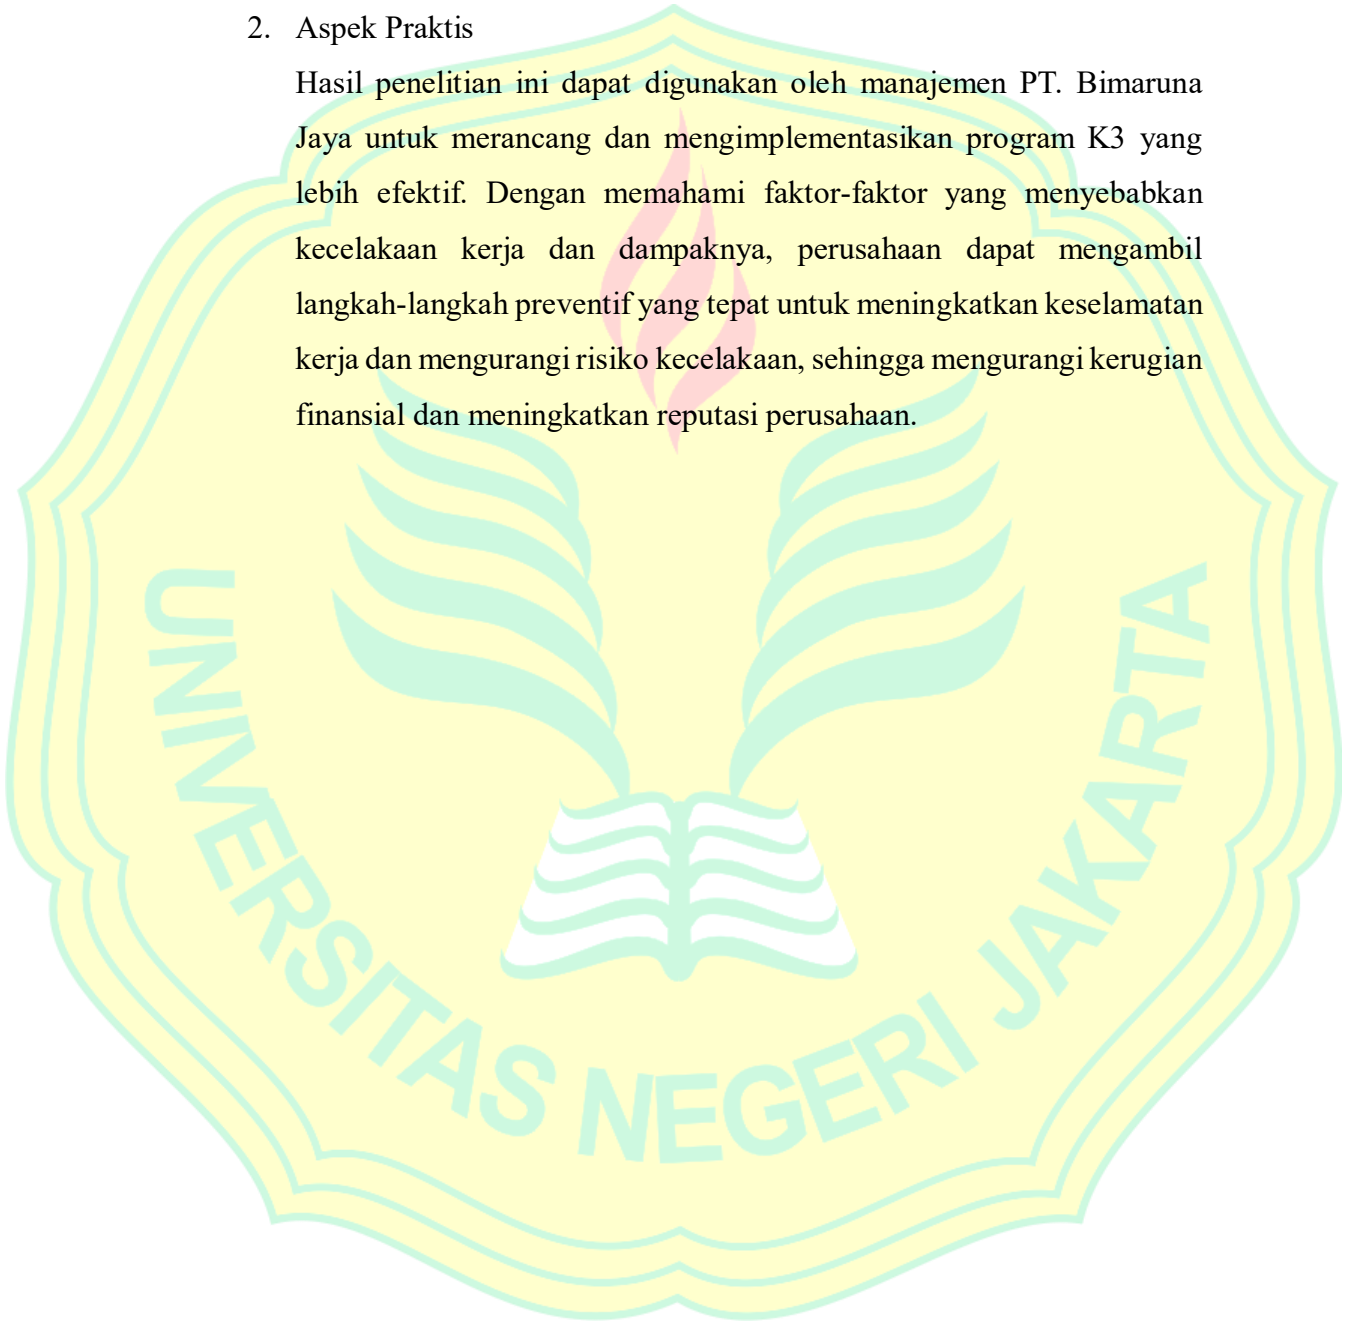 2. Aspek Praktis
Hasil penelitian ini dapat digunakan oleh manajemen PT. Bimaruna
Jaya untuk merancang dan mengimplementasikan program K3 yang
lebih efektif. Dengan memahami faktor-faktor yang menyebabkan
kecelakaan kerja dan dampaknya, perusahaan dapat mengambil
langkah-langkah preventif yang tepat untuk meningkatkan keselamatan
kerja dan mengurangi risiko kecelakaan, sehingga mengurangi kerugian
finansial dan meningkatkan reputasi perusahaan.
UNIVERSITAS NEGERI JAKARTA